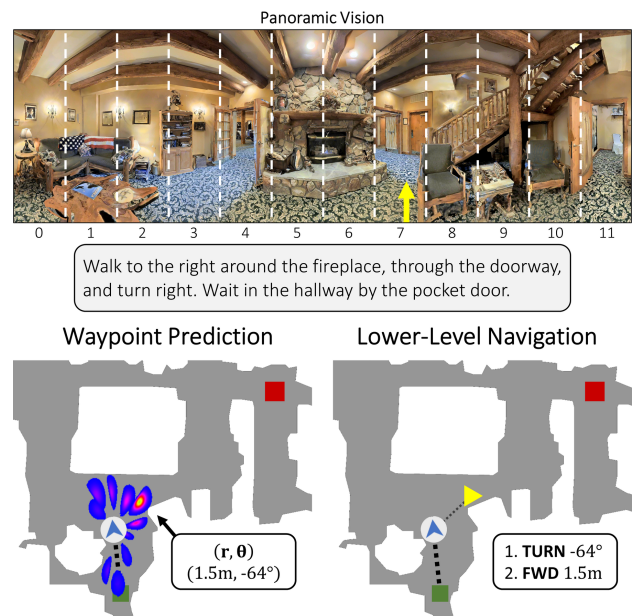 Panoramic Vision
0 1 2 3 4 5 6 7 8 9 10 11
Walk to the right around the fireplace, through the doorway,
and turn right. Wait in the hallway by the pocket door.
Waypoint Prediction
(r, θ)
(1.5m, -64°)
Lower-Level Navigation
1. TURN -64°
2. FWD 1.5m